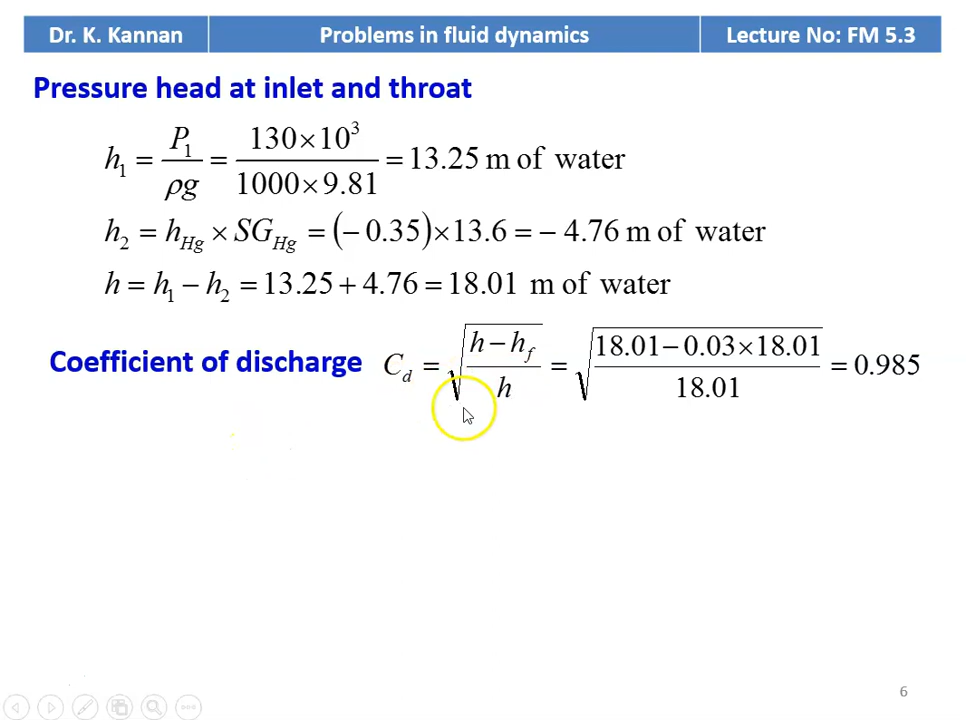 Dr. K. Kannan Problems in fluid dynamics Lecture No: FM 5.3
Pressure head at inlet and throat
h₁ = P₁/ρg = 130×10³/1000×9.81 = 13.25 m of water
h₂ = h_Hg × SG_Hg = (−0.35)×13.6 = − 4.76 m of water
h = h₁ − h₂ = 13.25 + 4.76 = 18.01 m of water
Coefficient of discharge C_d = √(h − h_f/h) = √(18.01 − 0.03×18.01/18.01) = 0.985
6